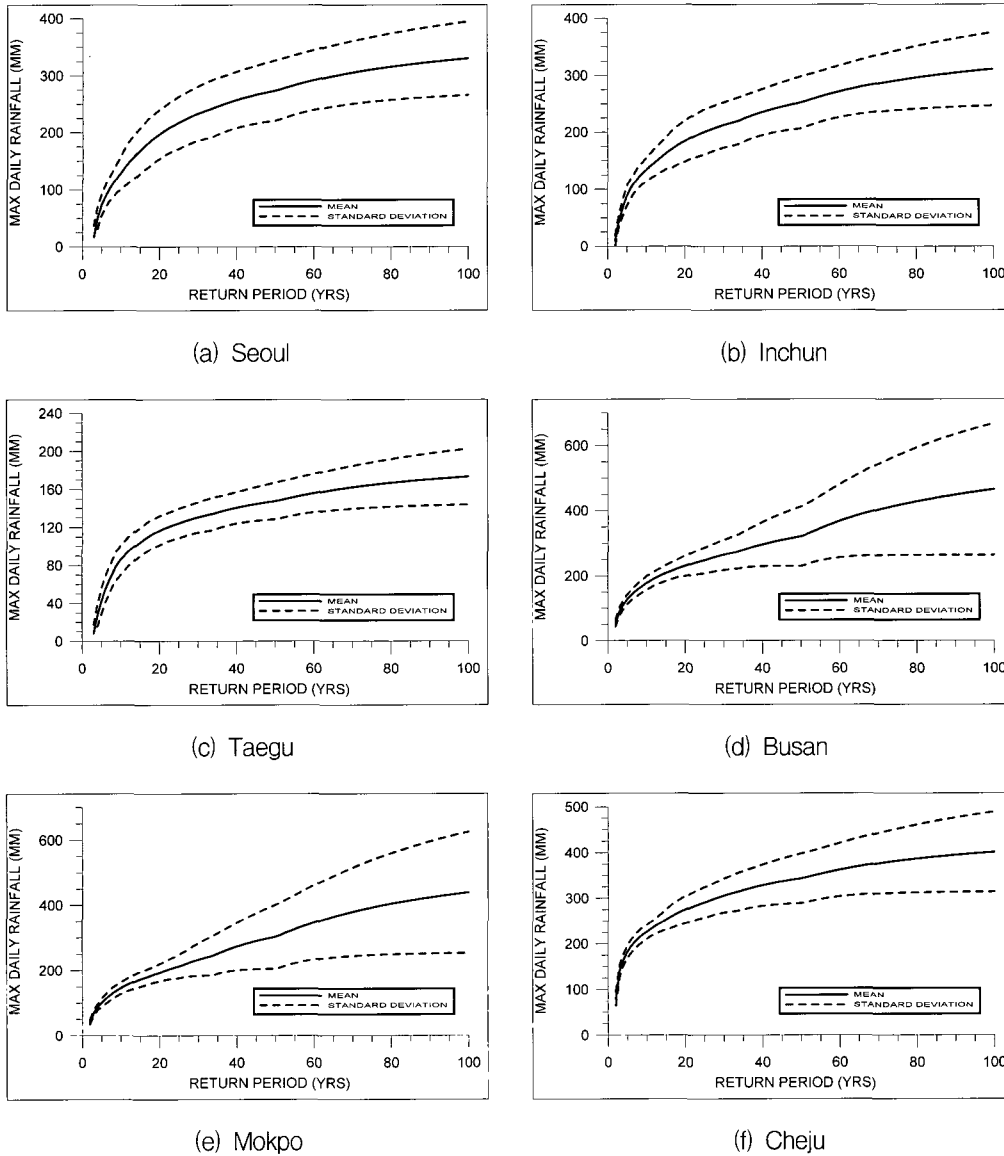 MAX DAILY RAINFALL (MM)
400
300
200
100
0
MEAN
STANDARD DEVIATION
0 20 40 60 80 100
RETURN PERIOD (YRS)
(a) Seoul
MAX DAILY RAINFALL (MM)
400
300
200
100
0
MEAN
STANDARD DEVIATION
0 20 40 60 80 100
RETURN PERIOD (YRS)
(b) Inchun
MAX DAILY RAINFALL (MM)
240
200
160
120
80
40
0
MEAN
STANDARD DEVIATION
0 20 40 60 80 100
RETURN PERIOD (YRS)
(c) Taegu
MAX DAILY RAINFALL (MM)
600
400
200
0
MEAN
STANDARD DEVIATION
0 20 40 60 80 100
RETURN PERIOD (YRS)
(d) Busan
MAX DAILY RAINFALL (MM)
600
400
200
0
MEAN
STANDARD DEVIATION
0 20 40 60 80 100
RETURN PERIOD (YRS)
(e) Mokpo
MAX DAILY RAINFALL (MM)
500
400
300
200
100
0
MEAN
STANDARD DEVIATION
0 20 40 60 80 100
RETURN PERIOD (YRS)
(f) Cheju